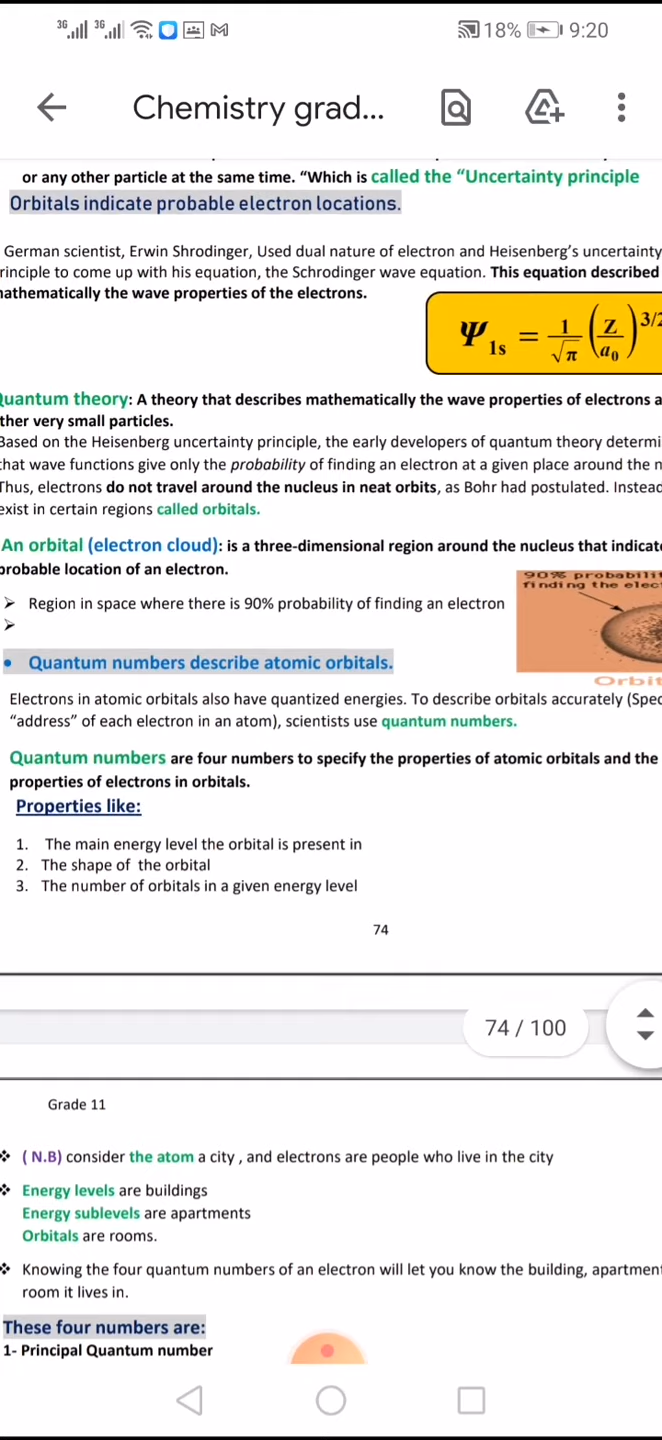 3G 3G 18% 9:20
Chemistry grad...
or any other particle at the same time. “Which is called the “Uncertainty principle
Orbitals indicate probable electron locations.
German scientist, Erwin Shrodinger, Used dual nature of electron and Heisenberg’s uncertainty
rinciple to come up with his equation, the Schrodinger wave equation. This equation described
nathematically the wave properties of the electrons.
Ψ1s = 1/√π (Z/a0)3/2
Quantum theory: A theory that describes mathematically the wave properties of electrons a
ther very small particles.
Based on the Heisenberg uncertainty principle, the early developers of quantum theory determi
that wave functions give only the probability of finding an electron at a given place around the n
Thus, electrons do not travel around the nucleus in neat orbits, as Bohr had postulated. Instead
exist in certain regions called orbitals.
An orbital (electron cloud): is a three-dimensional region around the nucleus that indicate
probable location of an electron.
90% probabilit
finding the elec
➢ Region in space where there is 90% probability of finding an electron
➢
Orbit
• Quantum numbers describe atomic orbitals.
Electrons in atomic orbitals also have quantized energies. To describe orbitals accurately (Spec
“address” of each electron in an atom), scientists use quantum numbers.
Quantum numbers are four numbers to specify the properties of atomic orbitals and the
properties of electrons in orbitals.
Properties like:
1. The main energy level the orbital is present in
2. The shape of the orbital
3. The number of orbitals in a given energy level
74
74 / 100
Grade 11
❖ ( N.B) consider the atom a city , and electrons are people who live in the city
❖ Energy levels are buildings
Energy sublevels are apartments
Orbitals are rooms.
❖ Knowing the four quantum numbers of an electron will let you know the building, apartment
room it lives in.
These four numbers are:
1- Principal Quantum number